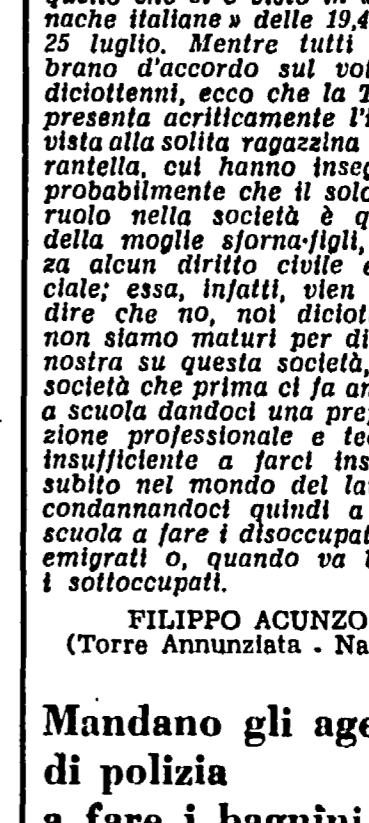 nache italiane » delle 19,4
25 luglio. Mentre tutti
brano d'accordo sul vo
diciottenni, ecco che la T
presenta acriticamente l'i
vista alla solita ragazzina
rantella, cui hanno inseg
probabilmente che il solo
ruolo nella società è q
della moglie sforna-figli,
za alcun diritto civile e
ciale; essa, infatti, vien
dire che no, noi diciot
non siamo maturi per di
nostra su questa società,
società che prima ci fa an
a scuola dandoci una prep
zione professionale e te
insufficiente a farci ins
subito nel mondo del la
condannandoci quindi a
scuola a fare i disoccupat
emigrati o, quando va
i sottoccupati.
FILIPPO ACUNZO
(Torre Annunziata - Na
Mandano gli age
di polizia
a fare i bagnini